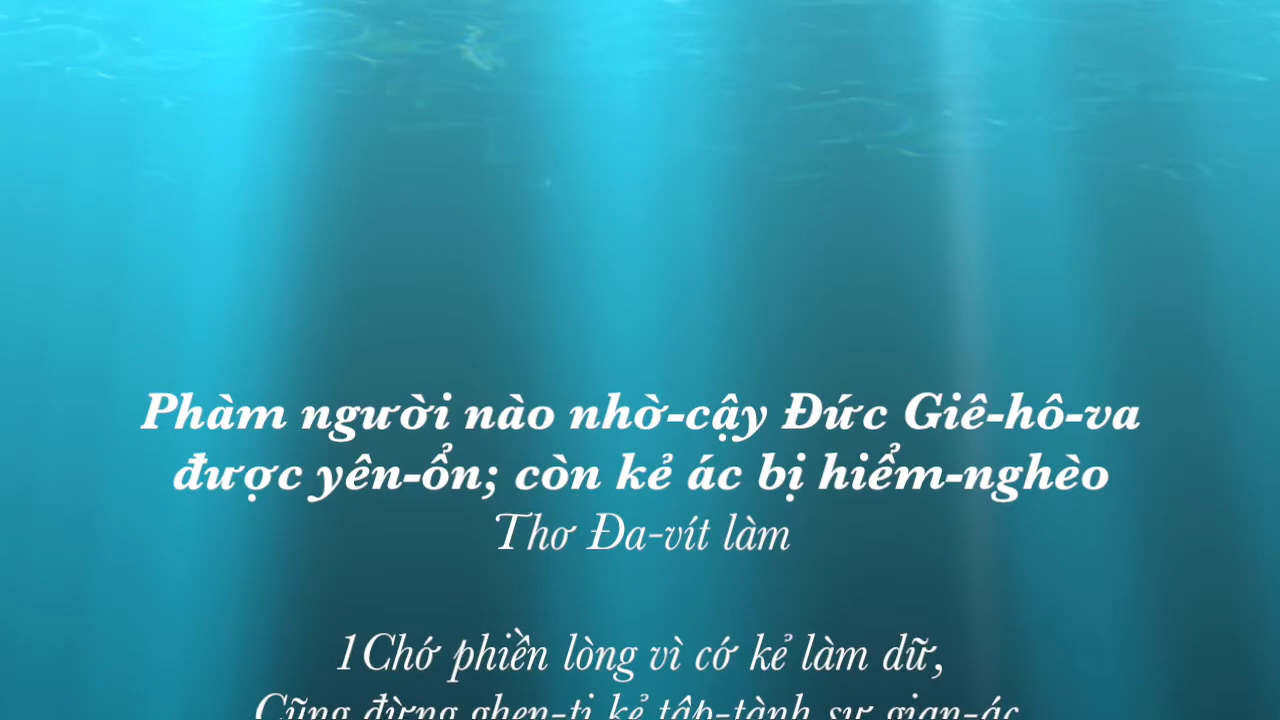 Phàm người nào nhờ-cậy Đức Giê-hô-va
được yên-ổn; còn kẻ ác bị hiểm-nghèo
Thơ Đa-vít làm
1Chớ phiền lòng vì cớ kẻ làm dữ,
Cũng đừng ghen-tị kẻ tập-tành sự gian-ác.